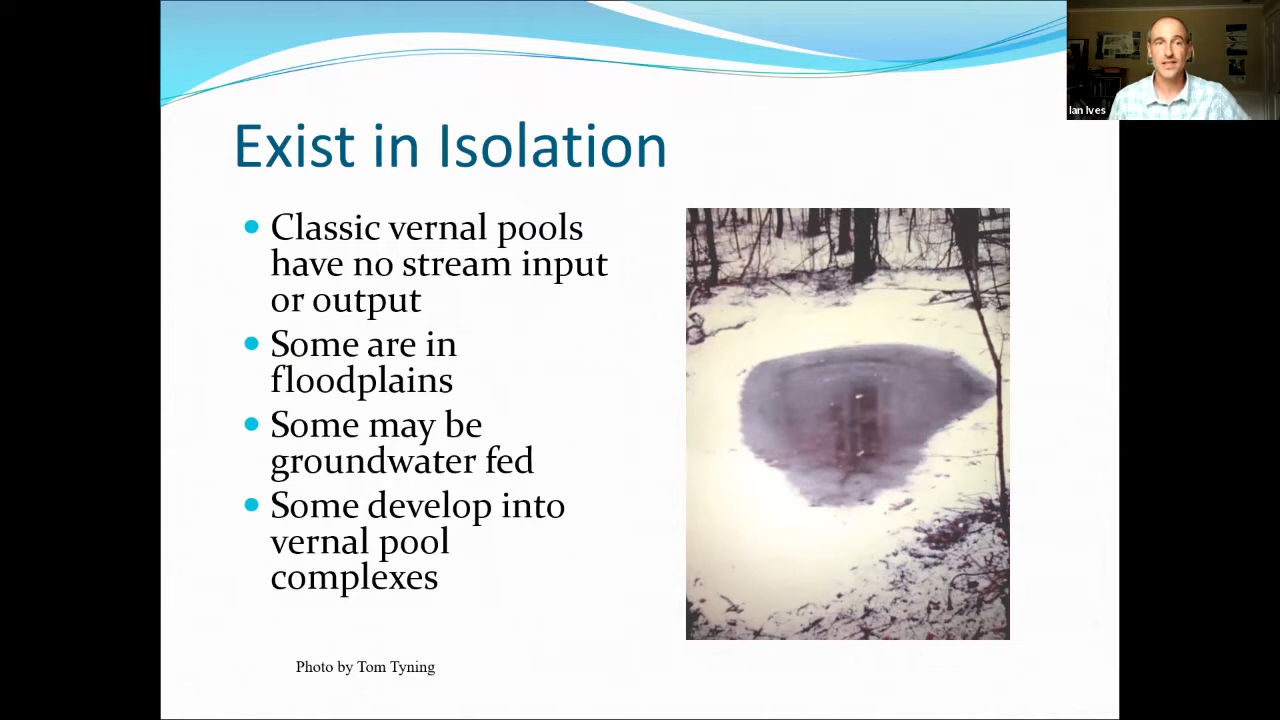 Ian Ives
Exist in Isolation
Classic vernal pools
have no stream input
or output
Some are in
floodplains
Some may be
groundwater fed
Some develop into
vernal pool
complexes
Photo by Tom Tyning